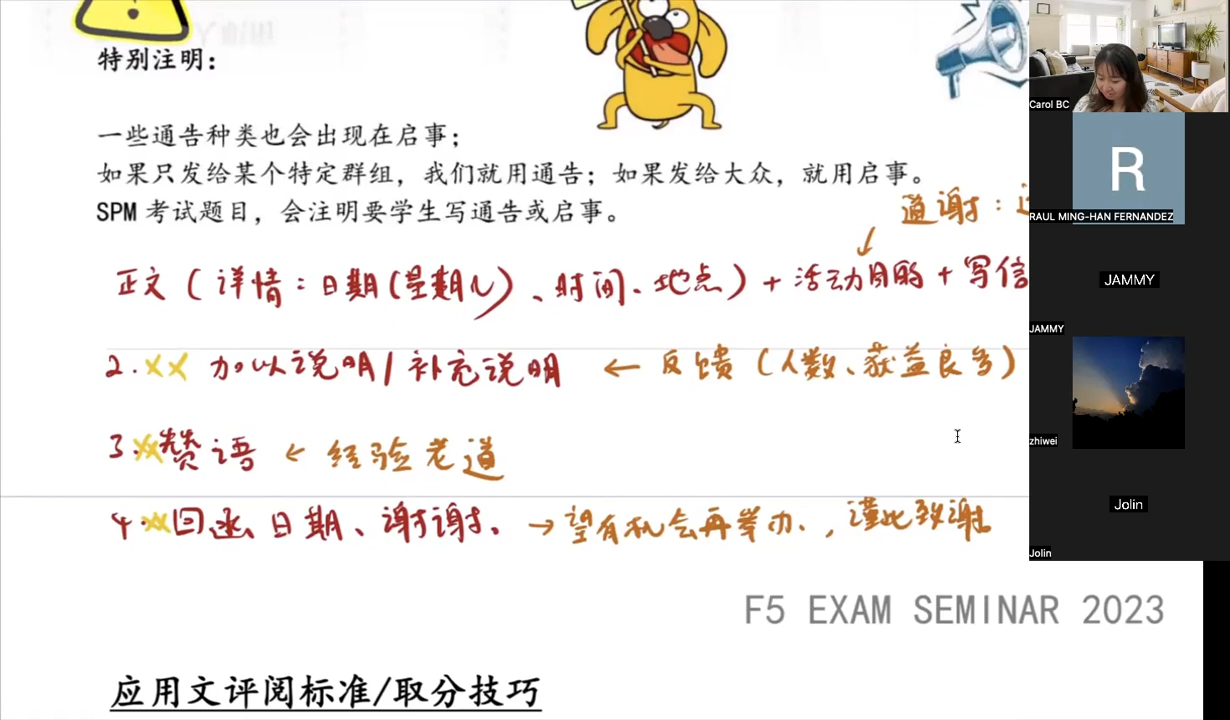 特别注明：
一些通告种类也会出现在启事；
如果只发给某个特定群组，我们就用通告；如果发给大众，就用启事。
SPM 考试题目，会注明要学生写通告或启事。
道谢：
正文（详情：日期(星期几)、时间、地点）+ 活动目的 + 写信
2. ×× 加以说明/补充说明 ← 反馈（人数、获益良多）
3. ×× 赞语 ← 经验老道
4. ×× 回函日期、谢谢。→ 望有机会再举办.，谨此致谢
F5 EXAM SEMINAR 2023
应用文评阅标准/取分技巧
Carol BC
R
RAUL MING-HAN FERNANDEZ
JAMMY
JAMMY
zhiwei
Jolin
Jolin